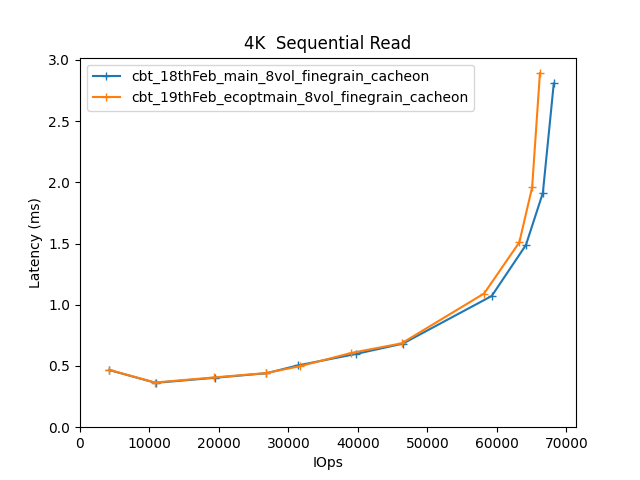 4K  Sequential Read
cbt_18thFeb_main_8vol_finegrain_cacheon
cbt_19thFeb_ecoptmain_8vol_finegrain_cacheon
Latency (ms)
3.0
2.5
2.0
1.5
1.0
0.5
0.0
0 10000 20000 30000 40000 50000 60000 70000
IOps